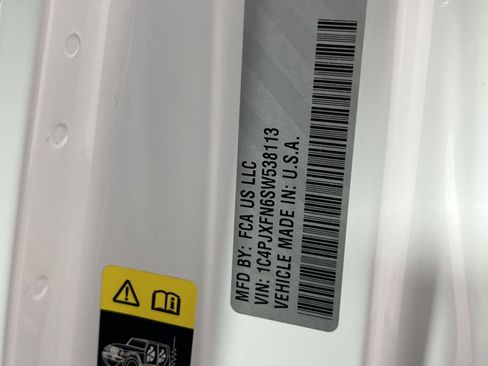 MFD BY: FCA US LLC
VIN: 1C4PJXFN6SW538113
VEHICLE MADE IN: U.S.A.